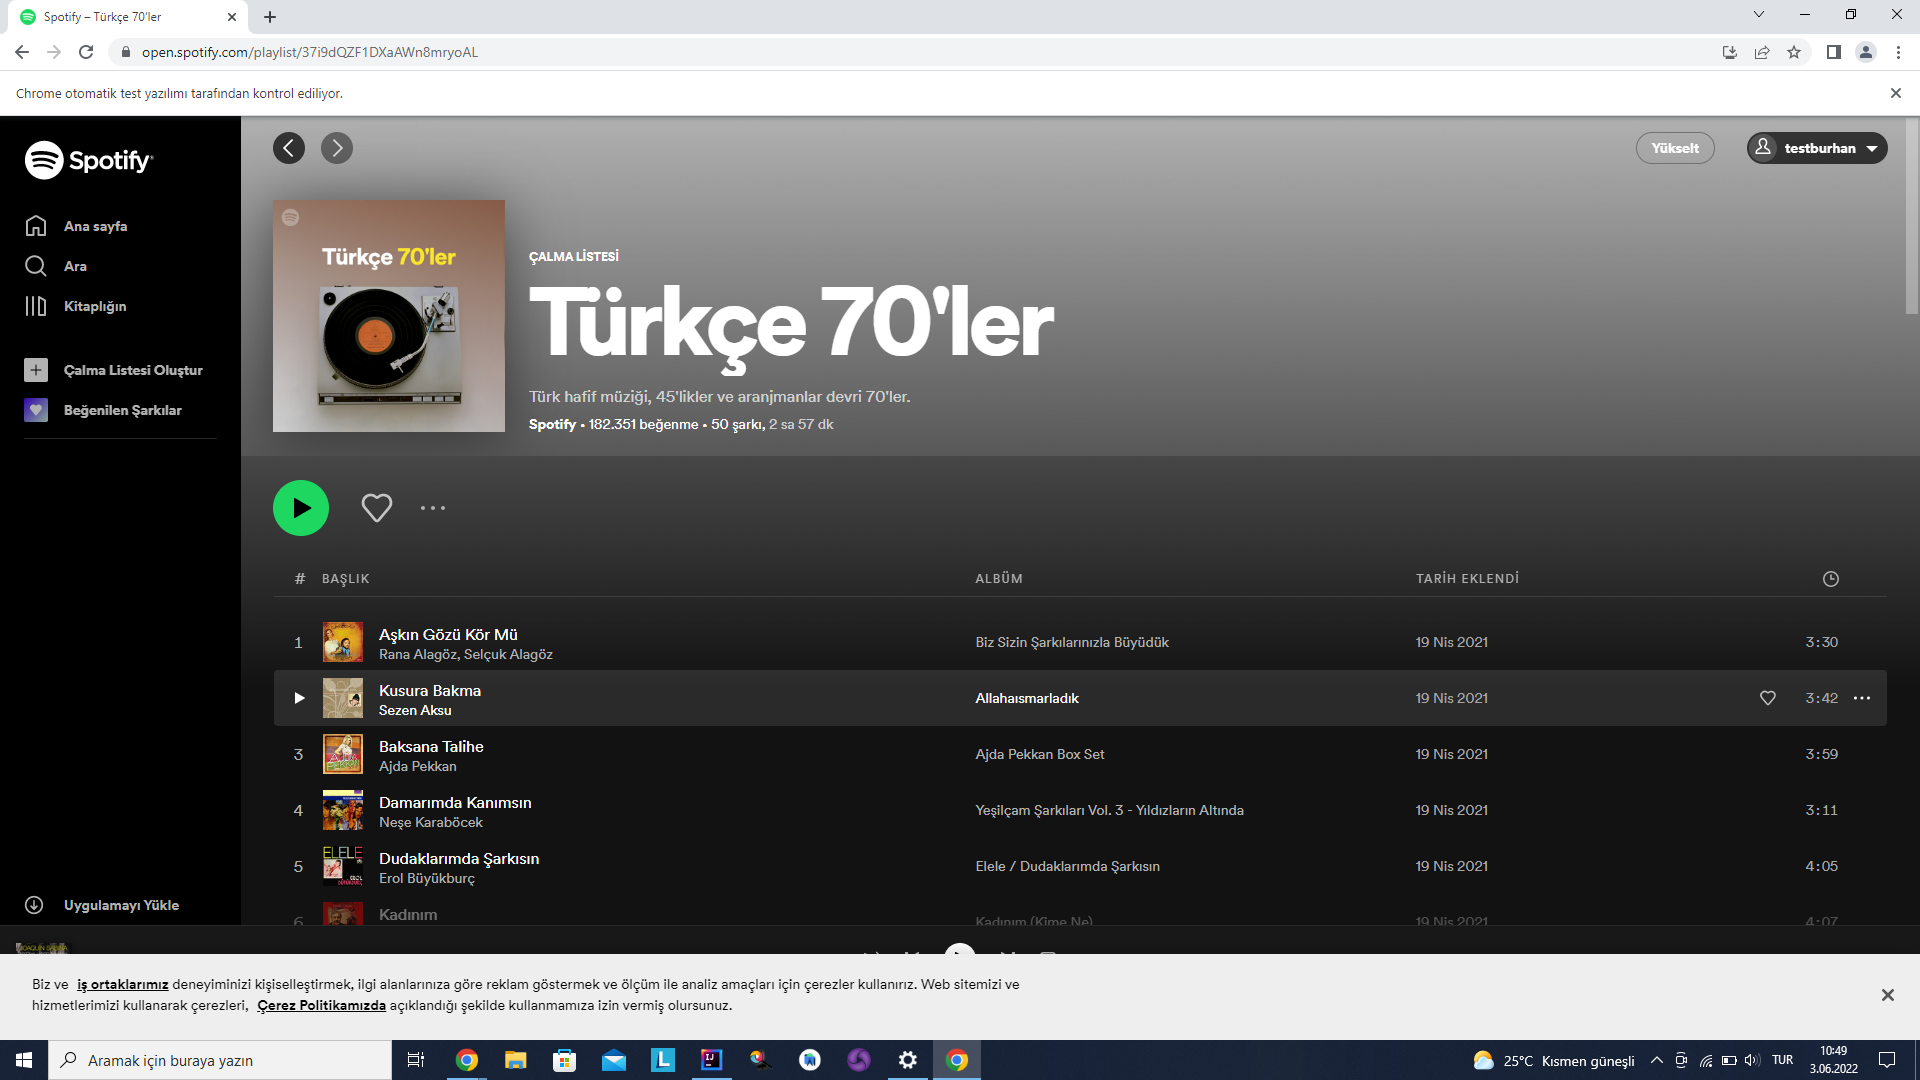 Spotify – Türkçe 70'ler
open.spotify.com/playlist/37i9dQZF1DXaAWn8mryoAL
Chrome otomatik test yazılımı tarafından kontrol ediliyor.
Spotify
Yükselt
testburhan
Ana sayfa
Ara
Kitaplığın
Çalma Listesi Oluştur
Beğenilen Şarkılar
Uygulamayı Yükle
Türkçe 70'ler
ÇALMA LİSTESİ
Türkçe 70'ler
Türk hafif müziği, 45'likler ve aranjmanlar devri 70'ler.
Spotify • 182.351 beğenme • 50 şarkı, 2 sa 57 dk
# BAŞLIK ALBÜM TARİH EKLENDİ
1 Aşkın Gözü Kör Mü Biz Sizin Şarkılarınızla Büyüdük 19 Nis 2021 3:30
Rana Alagöz, Selçuk Alagöz
Kusura Bakma Allahaısmarladık 19 Nis 2021 3:42
Sezen Aksu
3 Baksana Talihe Ajda Pekkan Box Set 19 Nis 2021 3:59
Ajda Pekkan
4 Damarımda Kanımsın Yeşilçam Şarkıları Vol. 3 - Yıldızların Altında 19 Nis 2021 3:11
Neşe Karaböcek
5 Dudaklarımda Şarkısın Elele / Dudaklarımda Şarkısın 19 Nis 2021 4:05
Erol Büyükburç
6 Kadınım Kadınım (Kime Ne) 19 Nis 2021 4:07
Biz ve iş ortaklarımız deneyiminizi kişiselleştirmek, ilgi alanlarınıza göre reklam göstermek ve ölçüm ile analiz amaçları için çerezler kullanırız. Web sitemizi ve
hizmetlerimizi kullanarak çerezleri, Çerez Politikamızda açıklandığı şekilde kullanmamıza izin vermiş olursunuz.
Aramak için buraya yazın
25°C Kısmen güneşli
TUR
10:49
3.06.2022